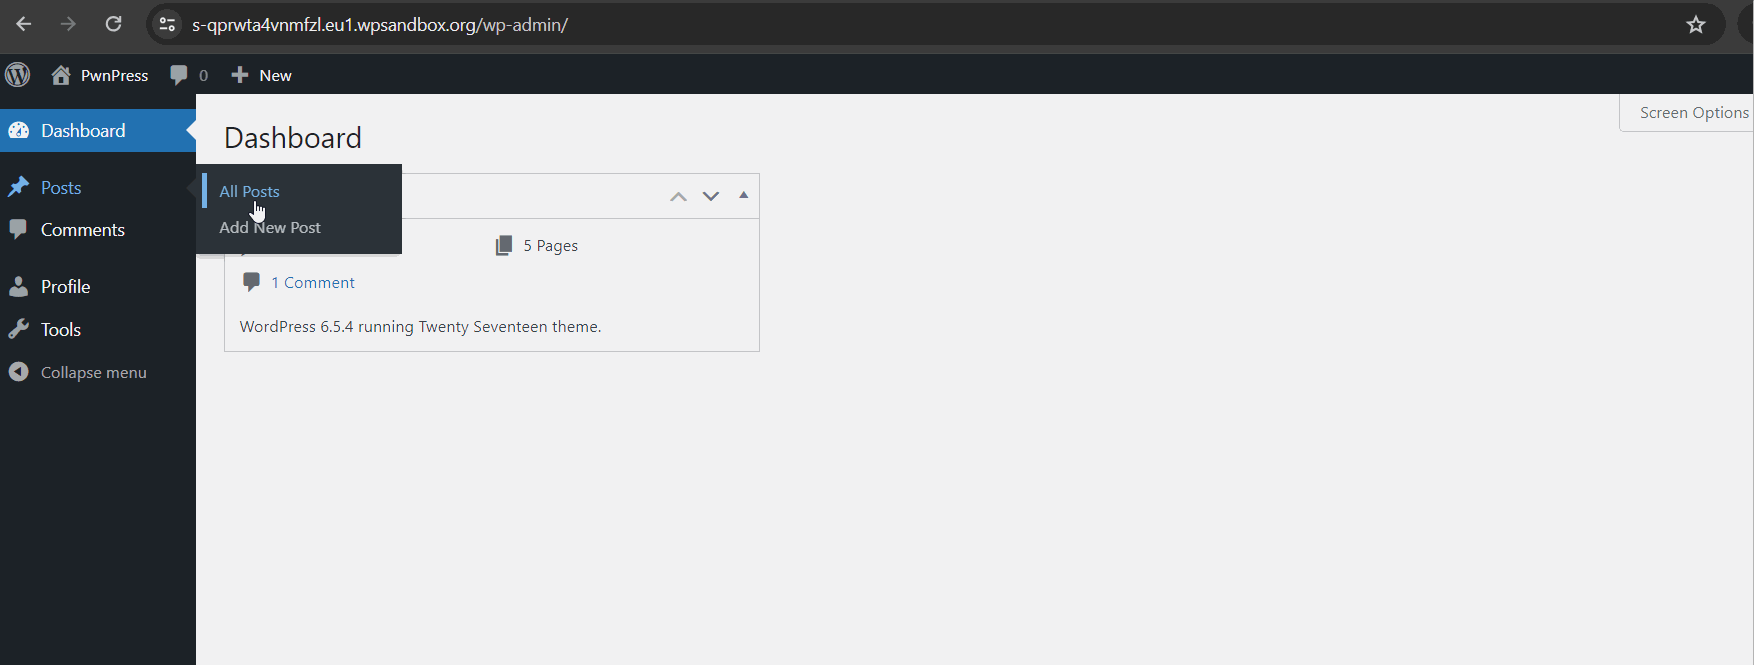 s-qprwta4vnmfzl.eu1.wpsandbox.org/wp-admin/
PwnPress 0 New
Screen Options
Dashboard
Dashboard
Posts
All Posts
Add New Post
Comments
5 Pages
1 Comment
Profile
WordPress 6.5.4 running Twenty Seventeen theme.
Tools
Collapse menu